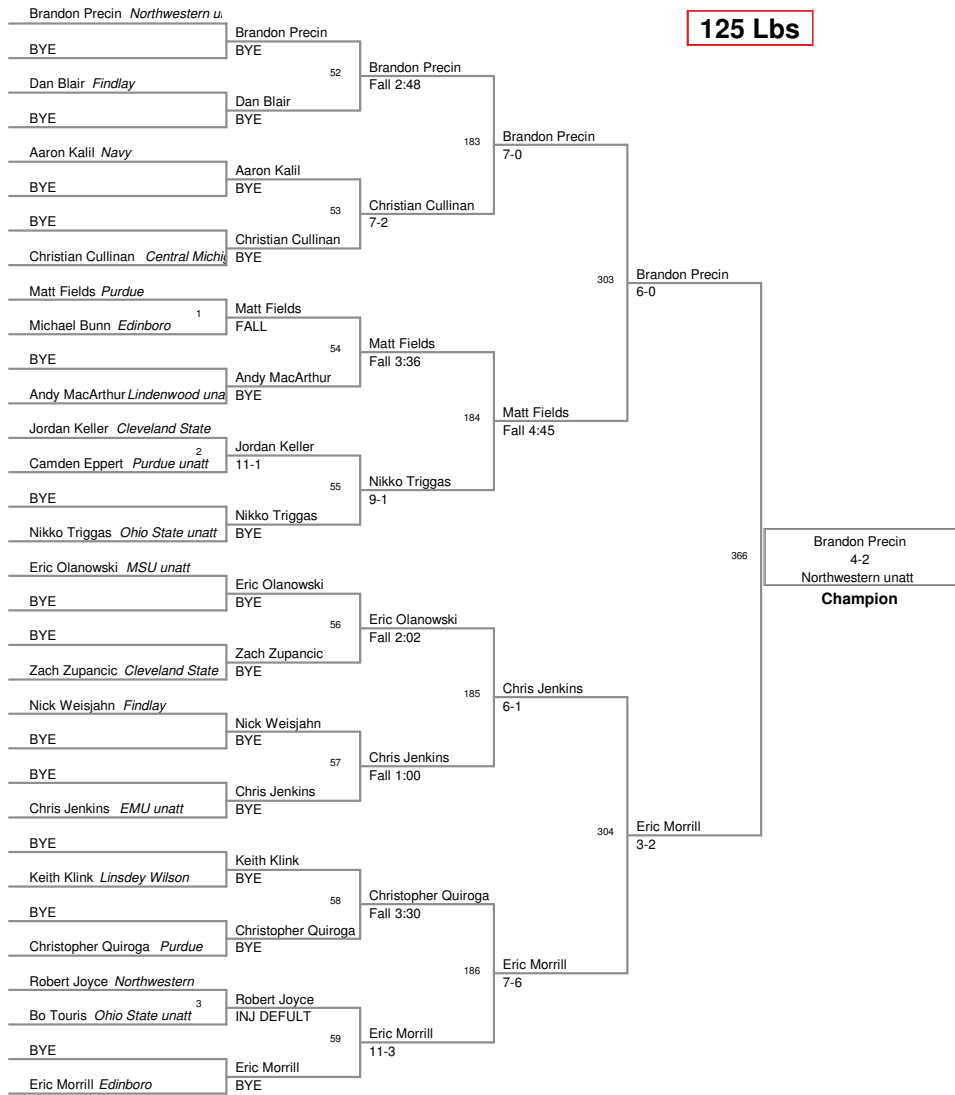 125 Lbs
Brandon Precin Northwestern
BYE
Dan Blair Findlay
BYE
Aaron Kalil Navy
BYE
BYE
Christian Cullinan Central
Matt Fields Purdue
1
Michael Bunn Edinboro
BYE
Andy MacArthur Lindenwood
Jordan Keller Cleveland State
2
Camden Eppert Purdue unatt
BYE
Nikko Triggas Ohio State unatt
Eric Olanowski MSU unatt
BYE
BYE
Zach Zupancic Cleveland State
Nick Weisjahn Findlay
BYE
BYE
Chris Jenkins EMU unatt
BYE
Keith Klink Linsdey Wilson
BYE
Christopher Quiroga Purdue
Robert Joyce Northwestern
3
Bo Touris Ohio State unatt
BYE
Eric Morrill Edinboro
Brandon Precin
BYE
52
Dan Blair
BYE
Aaron Kalil
BYE
53
Christian Cullinan
BYE
Matt Fields
FALL
54
Andy MacArthur
BYE
Jordan Keller
11-1
55
Nikko Triggas
BYE
Eric Olanowski
BYE
56
Zach Zupancic
BYE
Nick Weisjahn
BYE
57
Chris Jenkins
BYE
Keith Klink
BYE
58
Christopher Quiroga
BYE
Robert Joyce
INJ DEFULT
59
Eric Morrill
BYE
Brandon Precin
Fall 2:48
183
Christian Cullinan
7-2
Matt Fields
Fall 3:36
184
Nikko Triggas
9-1
Eric Olanowski
Fall 2:02
185
Chris Jenkins
Fall 1:00
Christopher Quiroga
Fall 3:30
186
Eric Morrill
11-3
Brandon Precin
7-0
303
Matt Fields
Fall 4:45
Chris Jenkins
6-1
304
Eric Morrill
7-6
Brandon Precin
6-0
366
Eric Morrill
3-2
Brandon Precin
4-2
Northwestern unatt
Champion